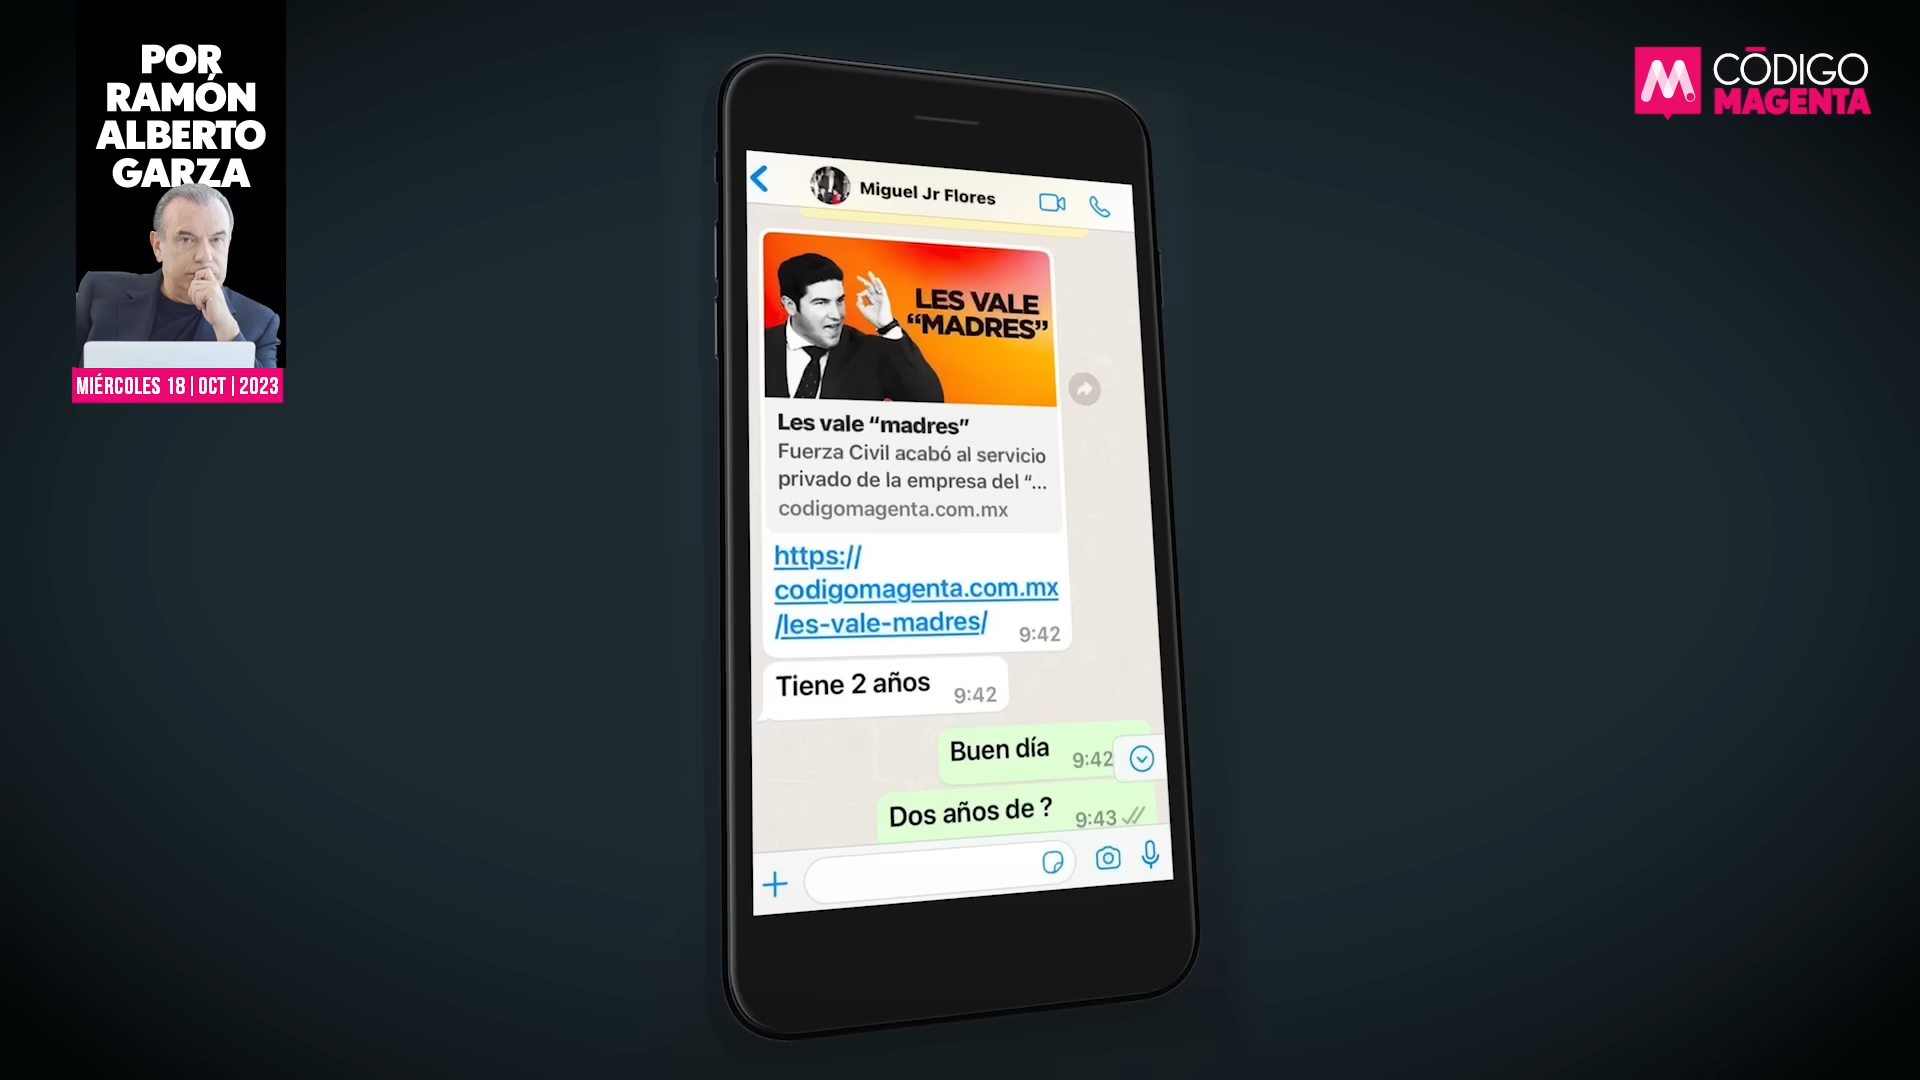 POR
RAMÓN
ALBERTO
GARZA
MIÉRCOLES 18 | OCT | 2023
CÓDIGO
MAGENTA
Miguel Jr Flores
LES VALE
“MADRES”
Les vale “madres”
Fuerza Civil acabó al servicio
privado de la empresa del “...
codigomagenta.com.mx
https://
codigomagenta.com.mx
/les-vale-madres/
9:42
Tiene 2 años 9:42
Buen día 9:42
Dos años de ? 9:43